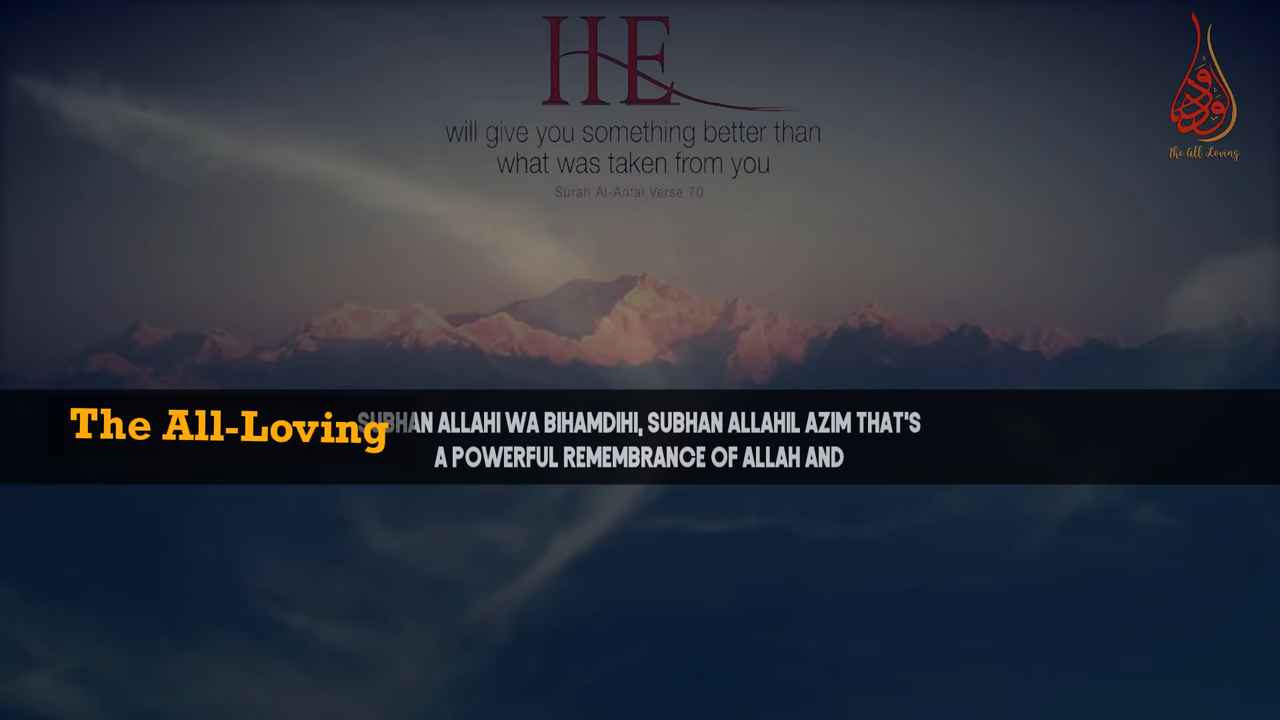 HE
will give you something better than
what was taken from you
Surah Al-Anfal Verse 70
الودود
The All Loving
The All-Loving
SUBHAN ALLAHI WA BIHAMDIHI, SUBHAN ALLAHIL AZIM THAT'S
A POWERFUL REMEMBRANCE OF ALLAH AND